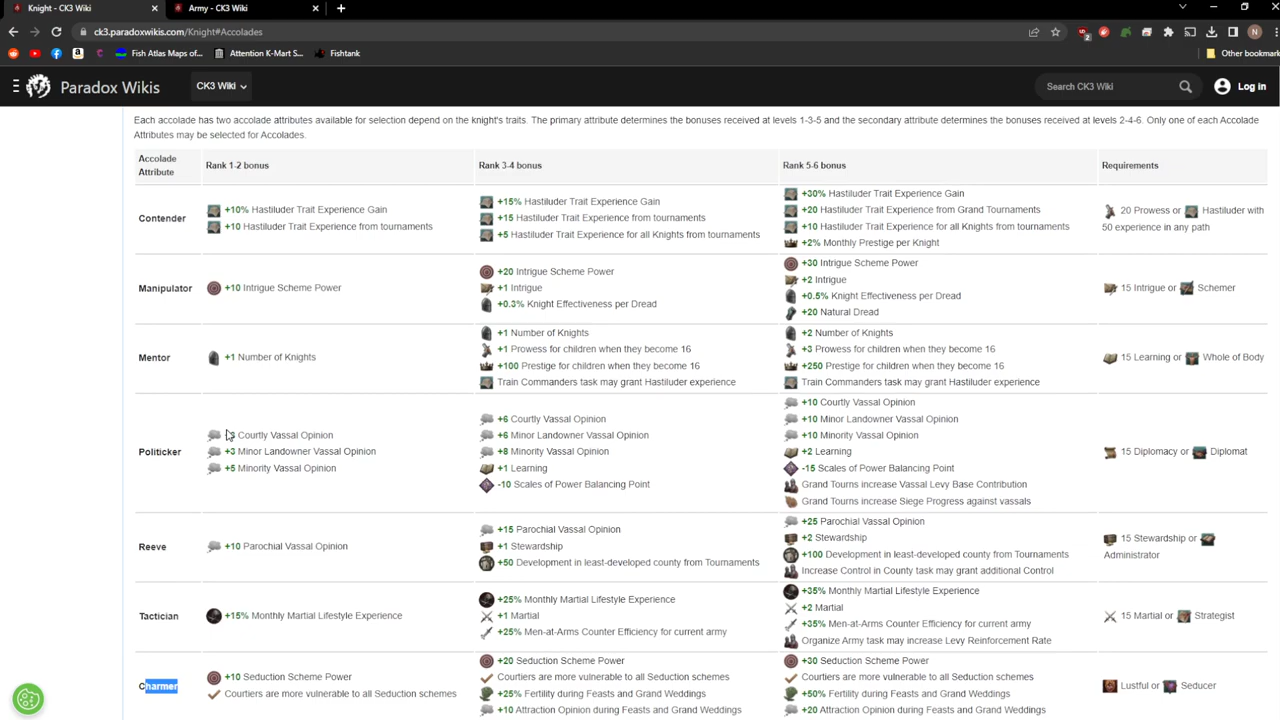 Knight - CK3 Wiki
Army - CK3 Wiki
ck3.paradoxwikis.com/Knight#Accolades
Fish Atlas Maps of...
Attention K-Mart S...
Fishtank
Other bookmark
Paradox Wikis
CK3 Wiki
Search CK3 Wiki
Log in
Each accolade has two accolade attributes available for selection depend on the knight's traits. The primary attribute determines the bonuses received at levels 1-3-5 and the secondary attribute determines the bonuses received at levels 2-4-6. Only one of each Accolade
Attributes may be selected for Accolades.
Accolade
Attribute
Rank 1-2 bonus
Rank 3-4 bonus
Rank 5-6 bonus
Requirements
Contender
+10% Hastiluder Trait Experience Gain
+10 Hastiluder Trait Experience from tournaments
+15% Hastiluder Trait Experience Gain
+15 Hastiluder Trait Experience from tournaments
+5 Hastiluder Trait Experience for all Knights from tournaments
+30% Hastiluder Trait Experience Gain
+20 Hastiluder Trait Experience from Grand Tournaments
+10 Hastiluder Trait Experience for all Knights from tournaments
+2% Monthly Prestige per Knight
20 Prowess or Hastiluder with
50 experience in any path
Manipulator
+10 Intrigue Scheme Power
+20 Intrigue Scheme Power
+1 Intrigue
+0.3% Knight Effectiveness per Dread
+30 Intrigue Scheme Power
+2 Intrigue
+0.5% Knight Effectiveness per Dread
+20 Natural Dread
15 Intrigue or Schemer
Mentor
+1 Number of Knights
+1 Number of Knights
+1 Prowess for children when they become 16
+100 Prestige for children when they become 16
Train Commanders task may grant Hastiluder experience
+2 Number of Knights
+3 Prowess for children when they become 16
+250 Prestige for children when they become 16
Train Commanders task may grant Hastiluder experience
15 Learning or Whole of Body
Politicker
Courtly Vassal Opinion
+3 Minor Landowner Vassal Opinion
+5 Minority Vassal Opinion
+6 Courtly Vassal Opinion
+6 Minor Landowner Vassal Opinion
+8 Minority Vassal Opinion
+1 Learning
-10 Scales of Power Balancing Point
+10 Courtly Vassal Opinion
+10 Minor Landowner Vassal Opinion
+10 Minority Vassal Opinion
+2 Learning
-15 Scales of Power Balancing Point
Grand Tours increase Vassal Levy Base Contribution
Grand Tours increase Siege Progress against vassals
15 Diplomacy or Diplomat
Reeve
+10 Parochial Vassal Opinion
+15 Parochial Vassal Opinion
+1 Stewardship
+50 Development in least-developed county from Tournaments
+25 Parochial Vassal Opinion
+2 Stewardship
+100 Development in least-developed county from Tournaments
Increase Control in County task may grant additional Control
15 Stewardship or
Administrator
Tactician
+15% Monthly Martial Lifestyle Experience
+25% Monthly Martial Lifestyle Experience
+1 Martial
+25% Men-at-Arms Counter Efficiency for current army
+35% Monthly Martial Lifestyle Experience
+2 Martial
+35% Men-at-Arms Counter Efficiency for current army
Organize Army task may increase Levy Reinforcement Rate
15 Martial or Strategist
Charmer
+10 Seduction Scheme Power
Courtiers are more vulnerable to all Seduction schemes
+20 Seduction Scheme Power
Courtiers are more vulnerable to all Seduction schemes
+25% Fertility during Feasts and Grand Weddings
+10 Attraction Opinion during Feasts and Grand Weddings
+30 Seduction Scheme Power
Courtiers are more vulnerable to all Seduction schemes
+50% Fertility during Feasts and Grand Weddings
+20 Attraction Opinion during Feasts and Grand Weddings
Lustful or Seducer